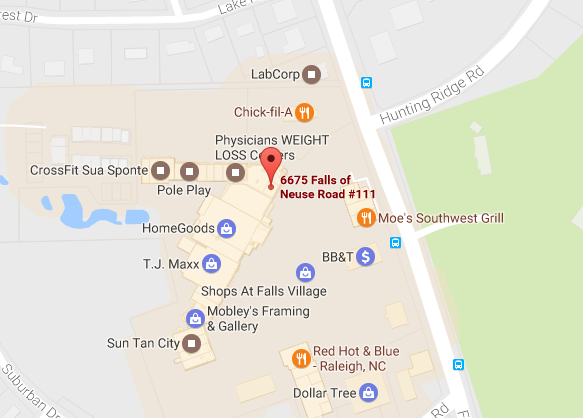 est Dr
Lake
LabCorp
Hunting Ridge Rd
Chick-fil-A
Physicians WEIGHT
LOSS Centers
CrossFit Sua Sponte
Pole Play
6675 Falls of
Neuse Road #111
Moe's Southwest Grill
HomeGoods
BB&T
$
T.J. Maxx
Shops At Falls Village
Mobley's Framing
& Gallery
Sun Tan City
Red Hot & Blue
- Raleigh, NC
Dollar Tree
Suburban Dr
Rd